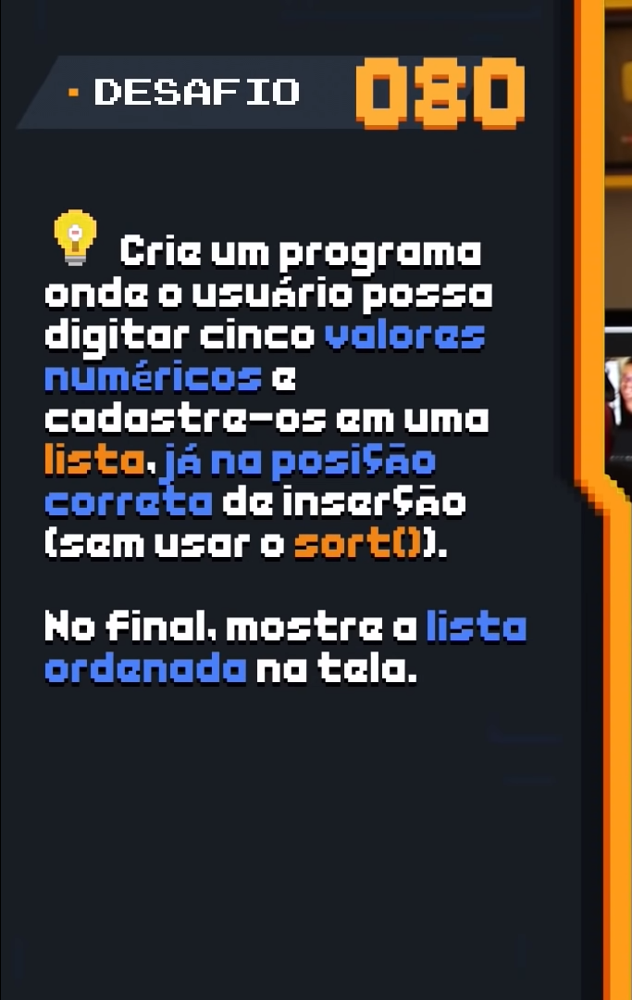 DESAFIO 080
Crie um programa
onde o usuário possa
digitar cinco valores
numéricos e
cadastre-os em uma
lista, já na posição
correta de inserção
(sem usar o sort()).
No final, mostre a lista
ordenada na tela.